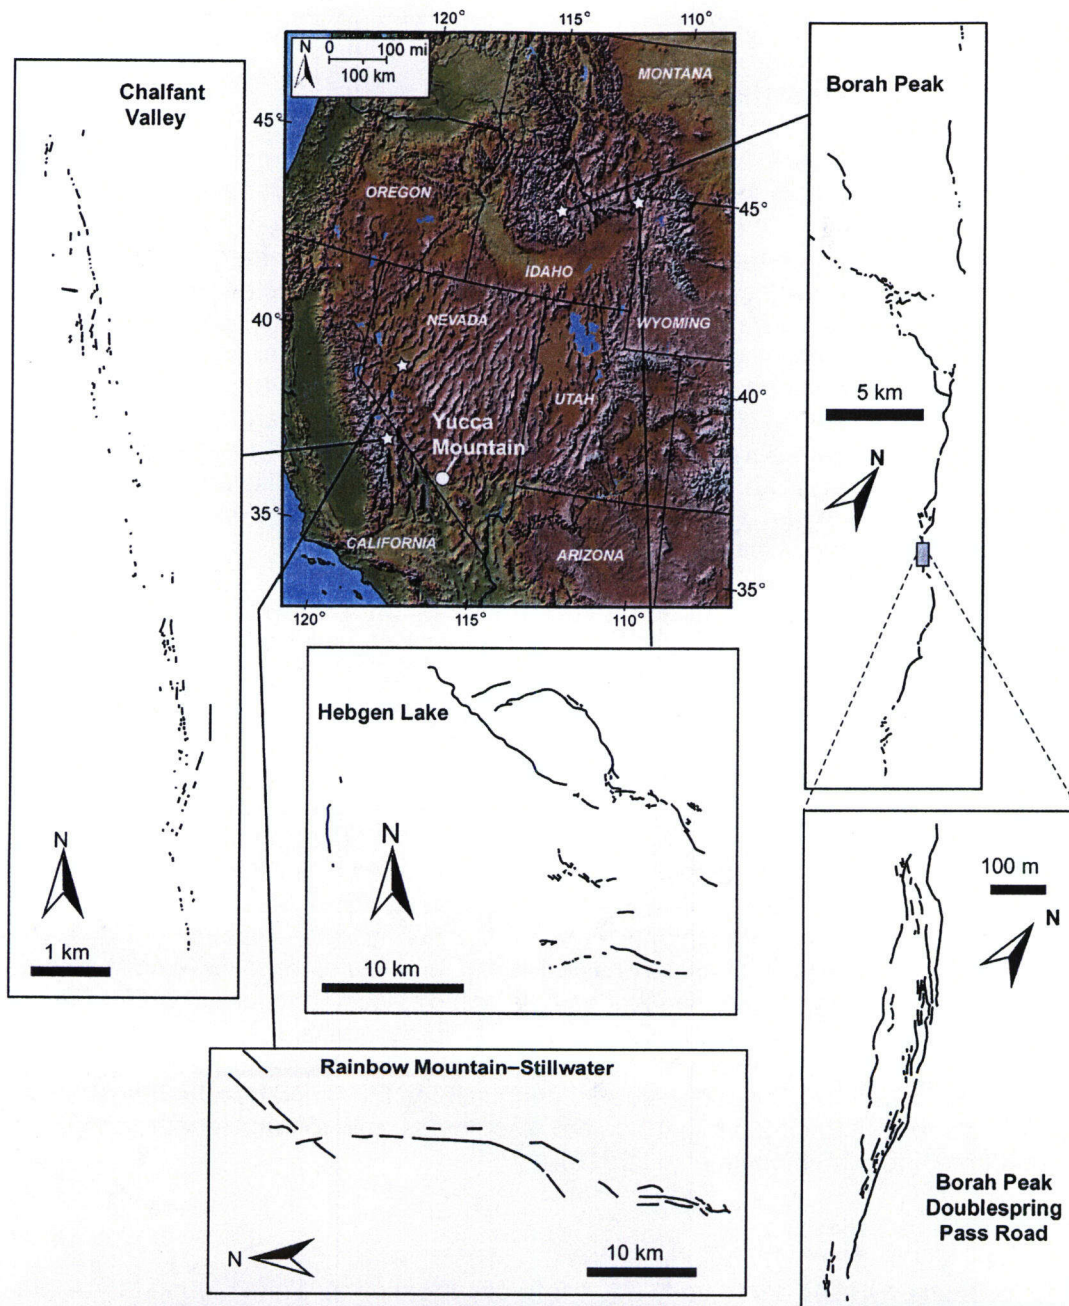 120°
115°
110°
N
0 100 mi
100 km
MONTANA
45°
OREGON
45°
IDAHO
40°
NEVADA
WYOMING
UTAH
40°
Yucca
Mountain
35°
CALIFORNIA
ARIZONA
35°
120°
115°
110°
Chalfant
Valley
N
1 km
Borah Peak
5 km
N
Hebgen Lake
N
10 km
100 m
N
Borah Peak
Doublespring
Pass Road
Rainbow Mountain–Stillwater
N
10 km